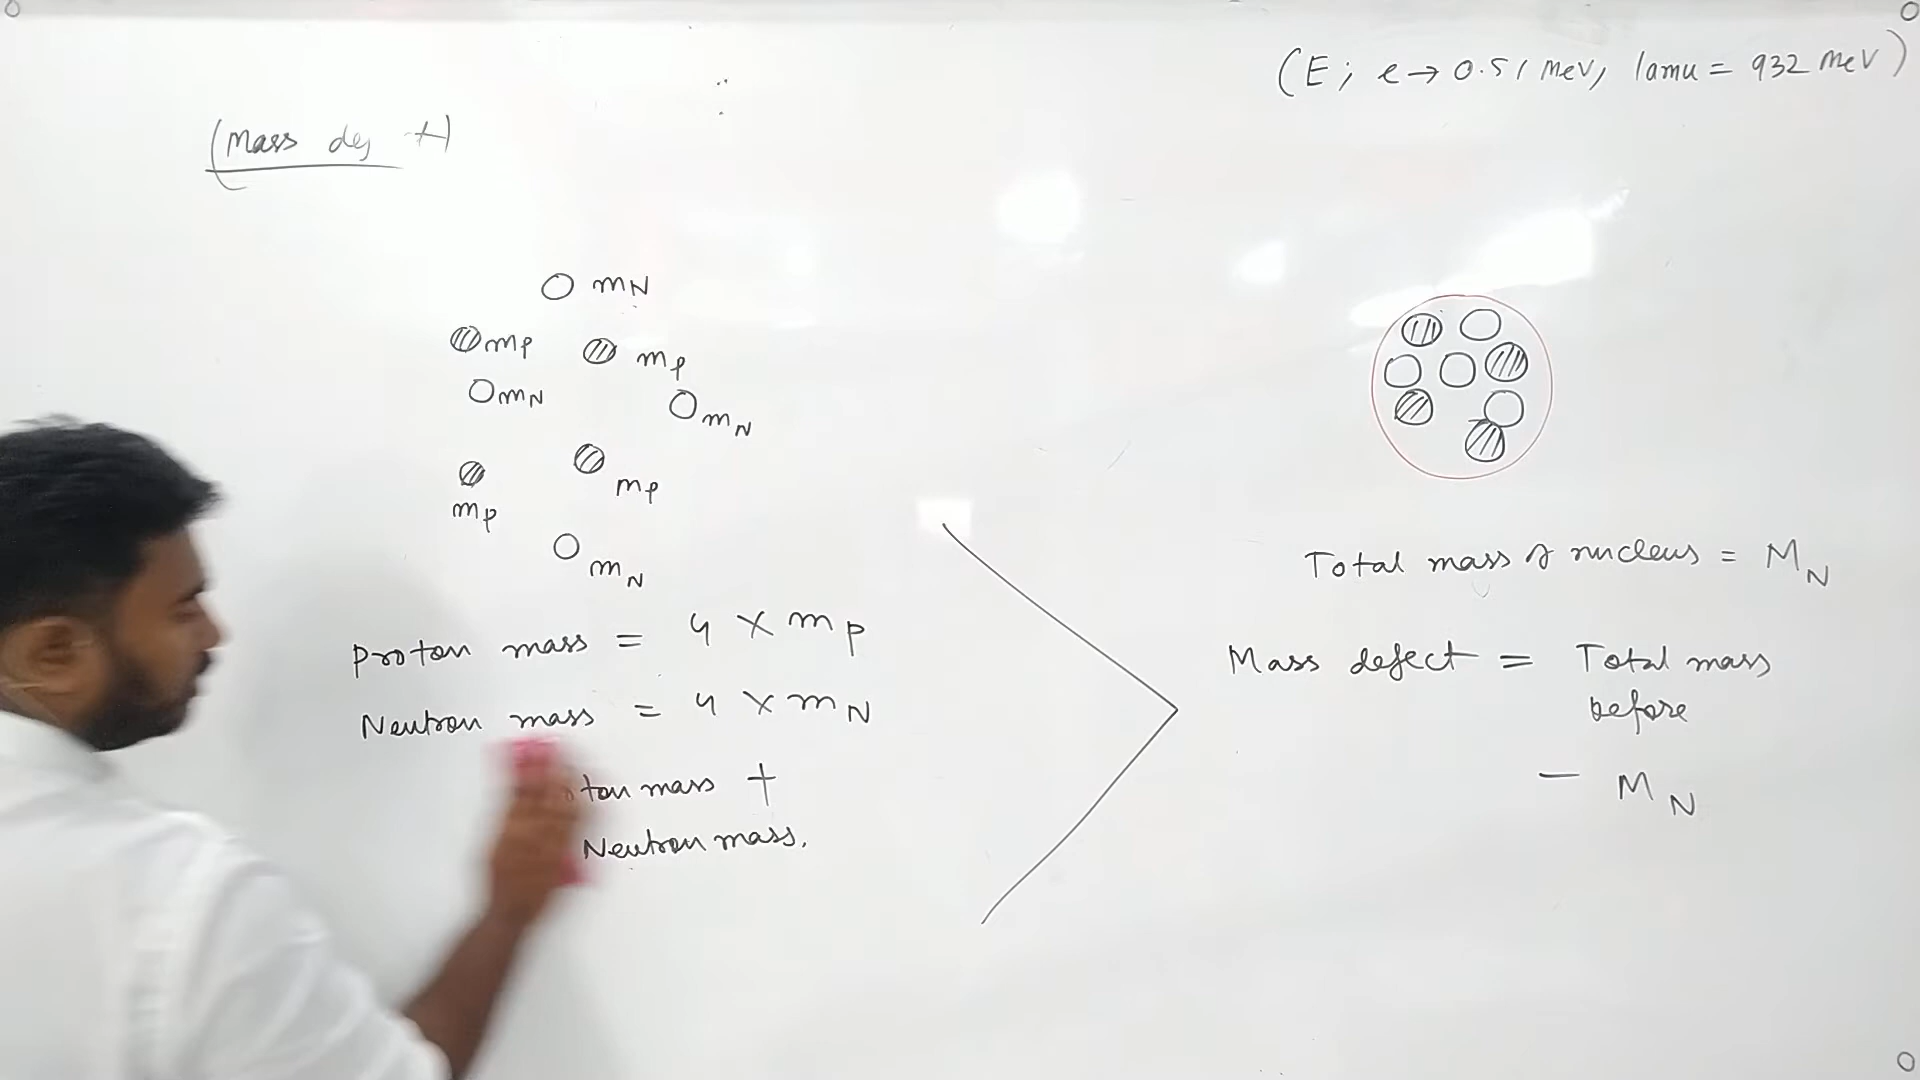 (E; e → 0.51 MeV, 1amu = 932 MeV)
(Mass
mN
mp mp
mN mN
mp mp
mN
Proton mass = 4 × mp
Neutron mass = 4 × mN
ton mass +
Neutron mass.
Total mass of nucleus = MN
Mass defect = Total mass
before
— MN